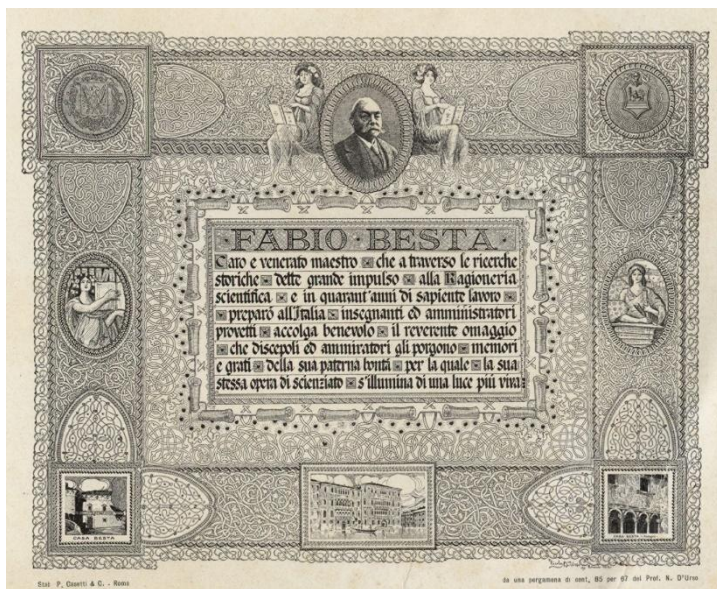 FABIO · BESTA
Caro e venerato maestro che a traverso le ricerche
storiche dette grande impulso alla Ragioneria
scientifica e in quarant'anni di sapiente lavoro
preparò all'Italia insegnanti ed amministratori
provetti accolga benevolo il reverente omaggio
che discepoli ed ammiratori gli porgono memori
e grati della sua paterna bontà per la quale la sua
stessa opera di scienziato s'illumina di una luce più viva
CASA BESTA
CASA BESTA
Stab. P. Casetti & C. - Roma
da una pergamena di cent, 85 per 67 del Prof. N. D'Urso